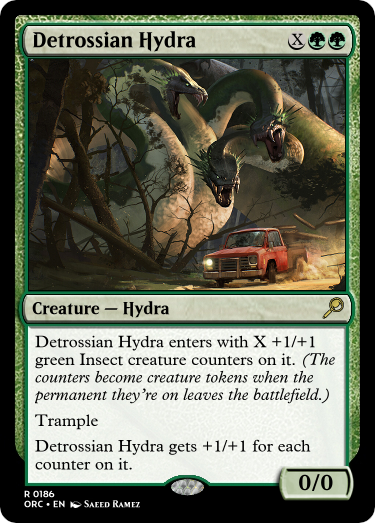 Detrossian Hydra X
Creature — Hydra
Detrossian Hydra enters with X +1/+1
green Insect creature counters on it. (The
counters become creature tokens when the
permanent they're on leaves the battlefield.)
Trample
Detrossian Hydra gets +1/+1 for each
counter on it.
0/0
R 0186
ORC • EN Saeed Ramez